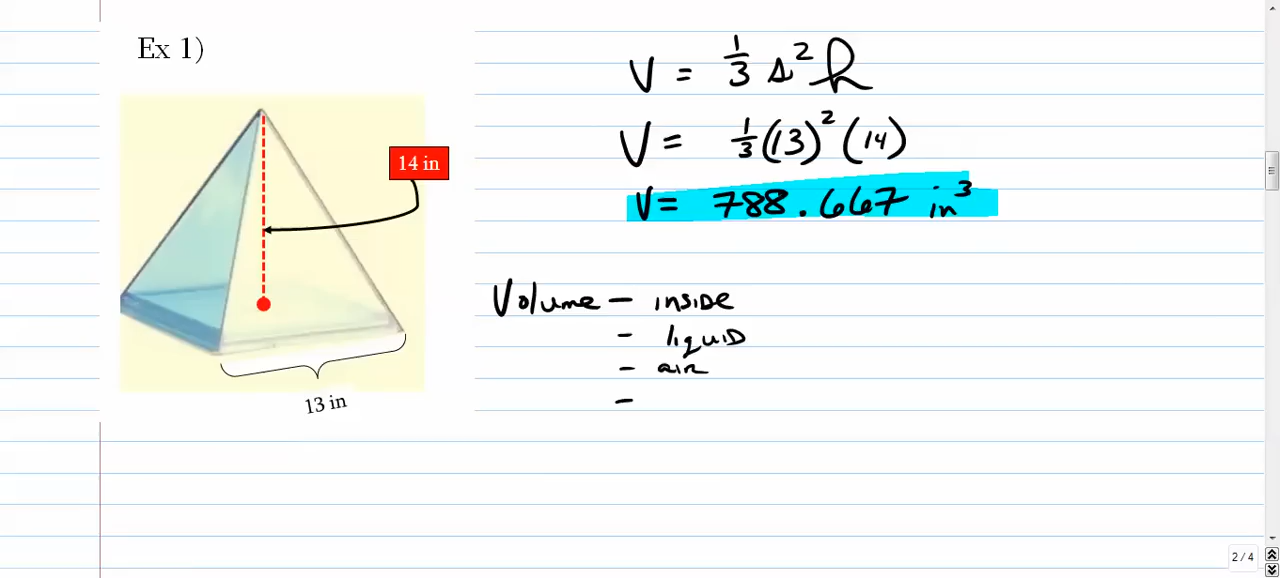 Ex 1)
14 in
13 in
V = 1/3 s² h
V = 1/3 (13)² (14)
V = 788.667 in³
Volume – inside
- liquid
- air
-
2 / 4